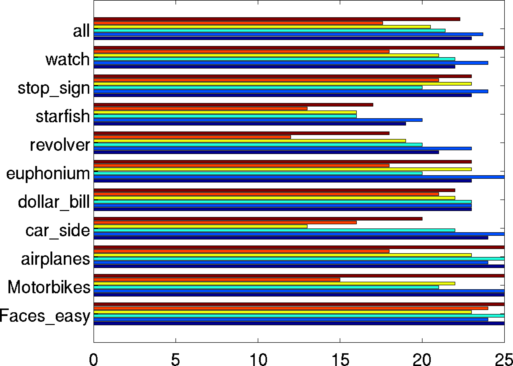 all
watch
stop_sign
starfish
revolver
euphonium
dollar_bill
car_side
airplanes
Motorbikes
Faces_easy
0 5 10 15 20 25